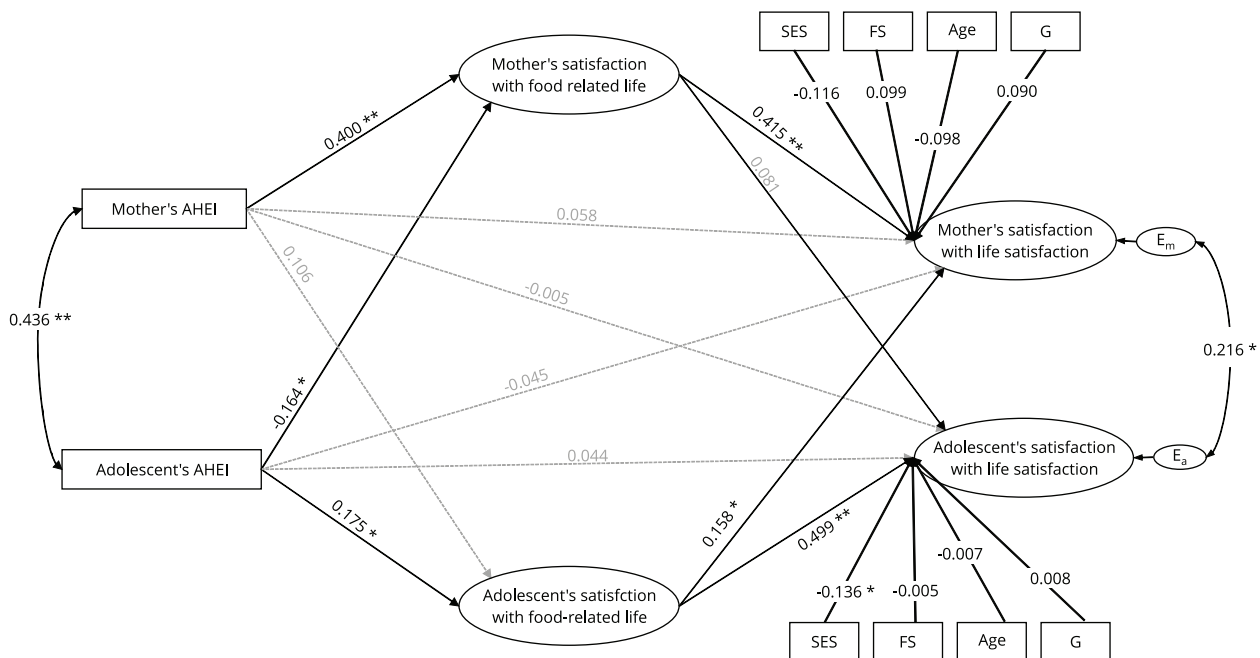 SES
FS
Age
G
Mother's satisfaction
with food related life
-0.116
0.099
-0.098
0.090
0.400 **
0.415 **
0.081
Mother's AHEI
0.058
Mother's satisfaction
with life satisfaction
Em
0.106
-0.005
0.436 **
0.216 *
-0.164 *
-0.045
Adolescent's AHEI
0.044
Adolescent's satisfaction
with life satisfaction
Ea
0.175 *
0.158 *
0.499 **
-0.007
-0.136 *
-0.005
0.008
Adolescent's satisfction
with food-related life
SES
FS
Age
G